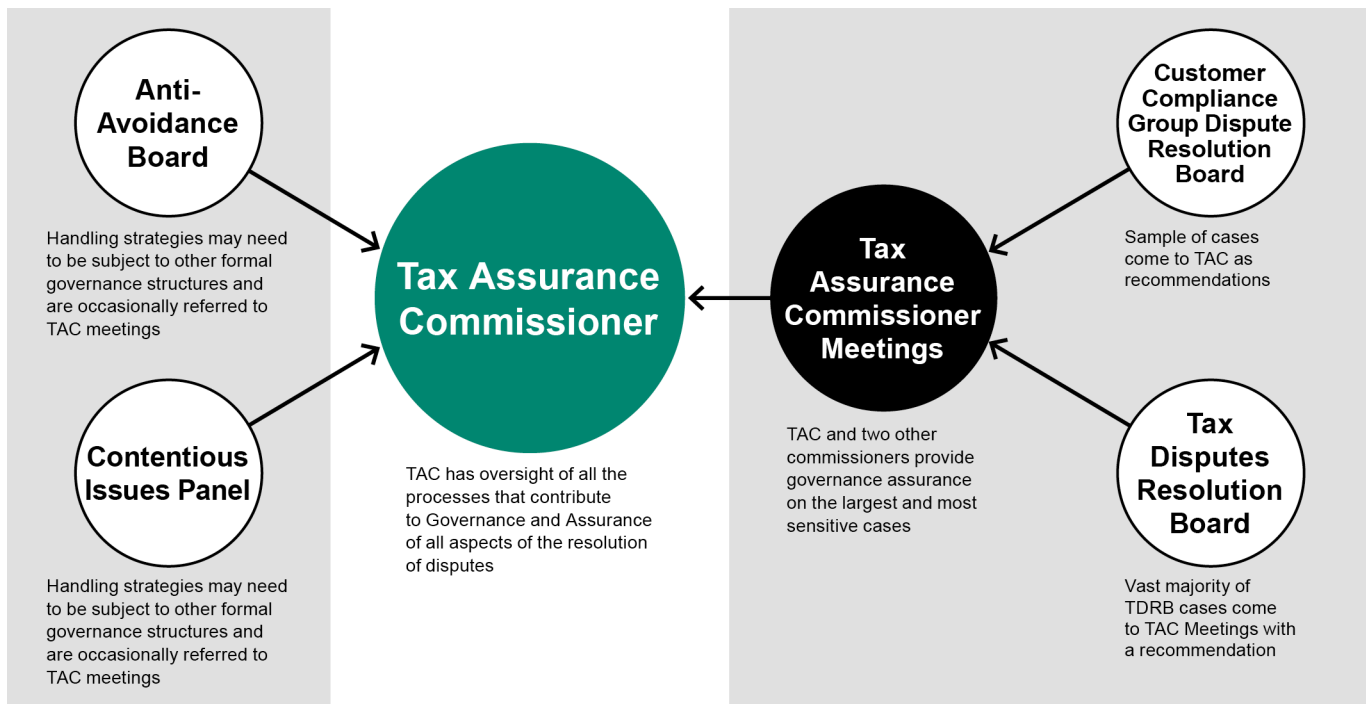 Anti-
Avoidance
Board
Handling strategies may need
to be subject to other formal
governance structures and
are occasionally referred to
TAC meetings
Contentious
Issues Panel
Handling strategies may need
to be subject to other formal
governance structures and
are occasionally referred to
TAC meetings
Tax Assurance
Commissioner
TAC has oversight of all the
processes that contribute
to Governance and Assurance
of all aspects of the resolution
of disputes
Tax
Assurance
Commissioner
Meetings
TAC and two other
commissioners provide
governance assurance
on the largest and most
sensitive cases
Customer
Compliance
Group Dispute
Resolution
Board
Sample of cases
come to TAC as
recommendations
Tax
Disputes
Resolution
Board
Vast majority of
TDRB cases come
to TAC Meetings with
a recommendation